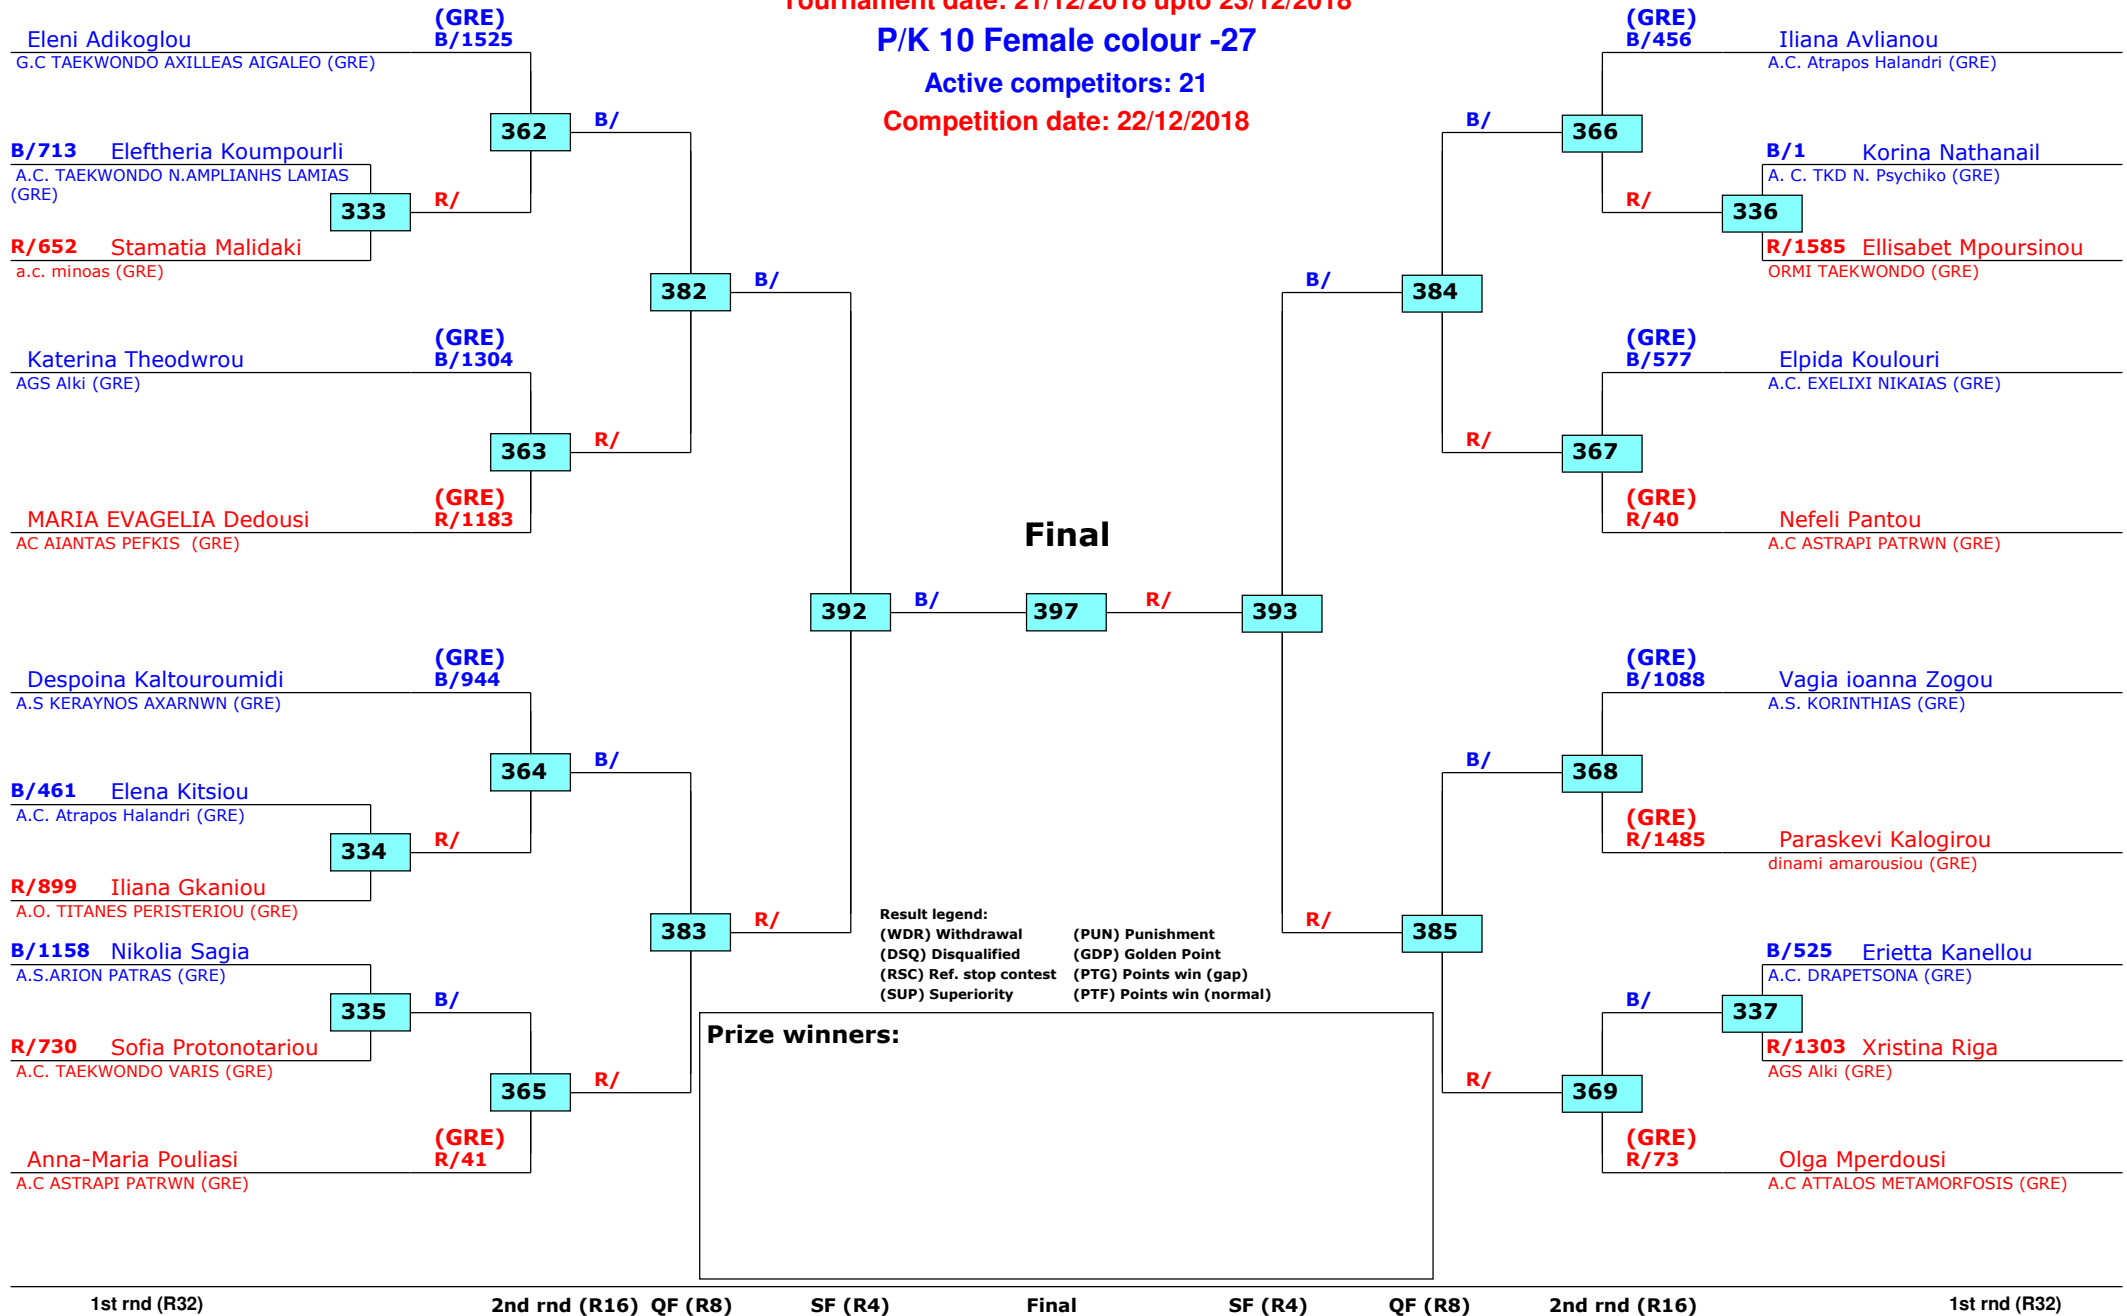 Tournament date: 21/12/2018 upto 23/12/2018
P/K 10 Female colour -27
Active competitors: 21
Competition date: 22/12/2018
(GRE)
Eleni Adikoglou B/1525
G.C TAEKWONDO AXILLEAS AIGALEO (GRE)
362 B/
B/713 Eleftheria Koumpourli
A.C. TAEKWONDO N.AMPLIANHS LAMIAS
(GRE)
333 R/
R/652 Stamatia Malidaki
a.c. minoas (GRE)
382 B/
(GRE)
Katerina Theodwrou B/1304
AGS Alki (GRE)
363 R/
(GRE)
MARIA EVAGELIA Dedousi R/1183
AC AIANTAS PEFKIS (GRE)
Final
392 B/ 397 R/ 393
(GRE)
Despoina Kaltouroumidi B/944
A.S KERAYNOS AXARNWN (GRE)
364 B/
B/461 Elena Kitsiou
A.C. Atrapos Halandri (GRE)
334 R/
R/899 Iliana Gkaniou
A.O. TITANES PERISTERIOU (GRE)
383 R/
B/1158 Nikolia Sagia
A.S.ARION PATRAS (GRE)
335 B/
R/730 Sofia Protonotariou
A.C. TAEKWONDO VARIS (GRE)
365 R/
(GRE)
Anna-Maria Pouliasi R/41
A.C ASTRAPI PATRWN (GRE)
(GRE)
B/456 Iliana Avlianou
A.C. Atrapos Halandri (GRE)
B/ 366
B/1 Korina Nathanail
A. C. TKD N. Psychiko (GRE)
R/ 336
R/1585 Ellisabet Mpoursinou
ORMI TAEKWONDO (GRE)
B/ 384
(GRE)
B/577 Elpida Koulouri
A.C. EXELIXI NIKAIAS (GRE)
R/ 367
(GRE)
R/40 Nefeli Pantou
A.C ASTRAPI PATRWN (GRE)
(GRE)
B/1088 Vagia ioanna Zogou
A.S. KORINTHIAS (GRE)
B/ 368
(GRE)
R/1485 Paraskevi Kalogirou
dinami amarousiou (GRE)
R/ 385
B/525 Erietta Kanellou
A.C. DRAPETSONA (GRE)
B/ 337
R/1303 Xristina Riga
AGS Alki (GRE)
R/ 369
(GRE)
R/73 Olga Mperdousi
A.C ATTALOS METAMORFOSIS (GRE)
Result legend:
(WDR) Withdrawal (PUN) Punishment
(DSQ) Disqualified (GDP) Golden Point
(RSC) Ref. stop contest (PTG) Points win (gap)
(SUP) Superiority (PTF) Points win (normal)
Prize winners:
1st rnd (R32) 2nd rnd (R16) QF (R8) SF (R4) Final SF (R4) QF (R8) 2nd rnd (R16) 1st rnd (R32)